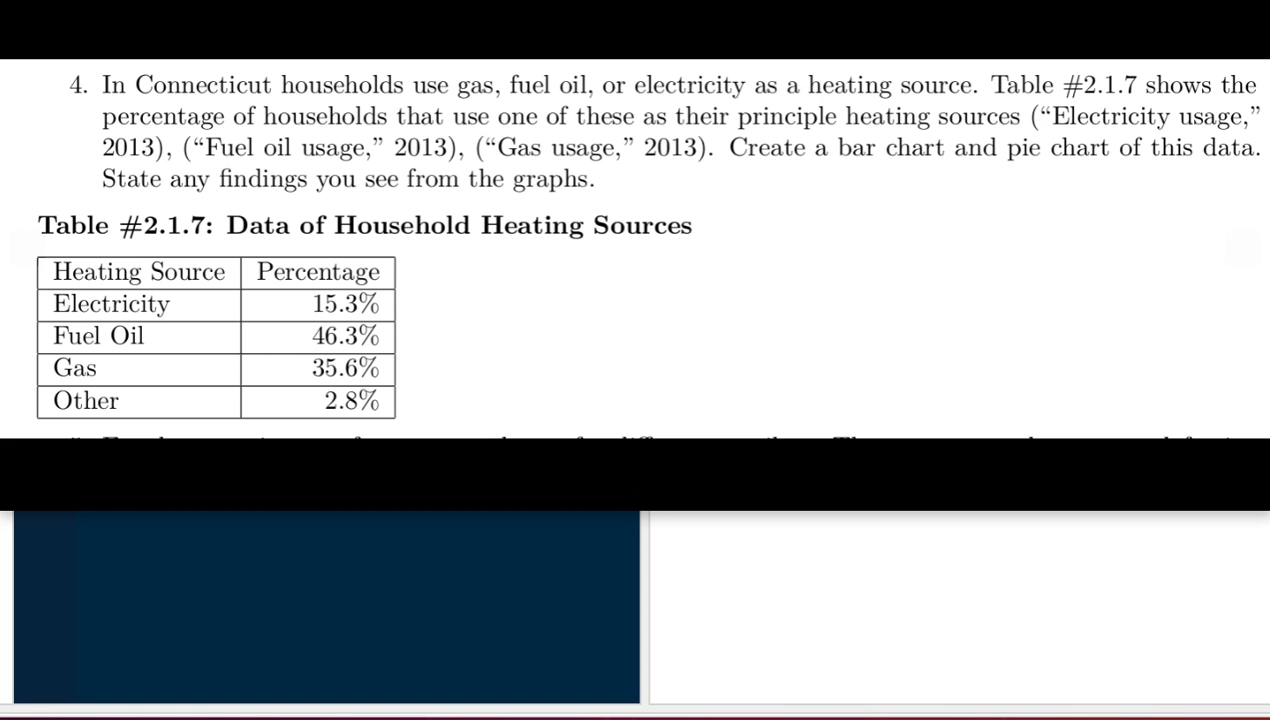 4. In Connecticut households use gas, fuel oil, or electricity as a heating source. Table #2.1.7 shows the
percentage of households that use one of these as their principle heating sources (“Electricity usage,”
2013), (“Fuel oil usage,” 2013), (“Gas usage,” 2013). Create a bar chart and pie chart of this data.
State any findings you see from the graphs.
Table #2.1.7: Data of Household Heating Sources
Heating Source Percentage
Electricity 15.3%
Fuel Oil 46.3%
Gas 35.6%
Other 2.8%